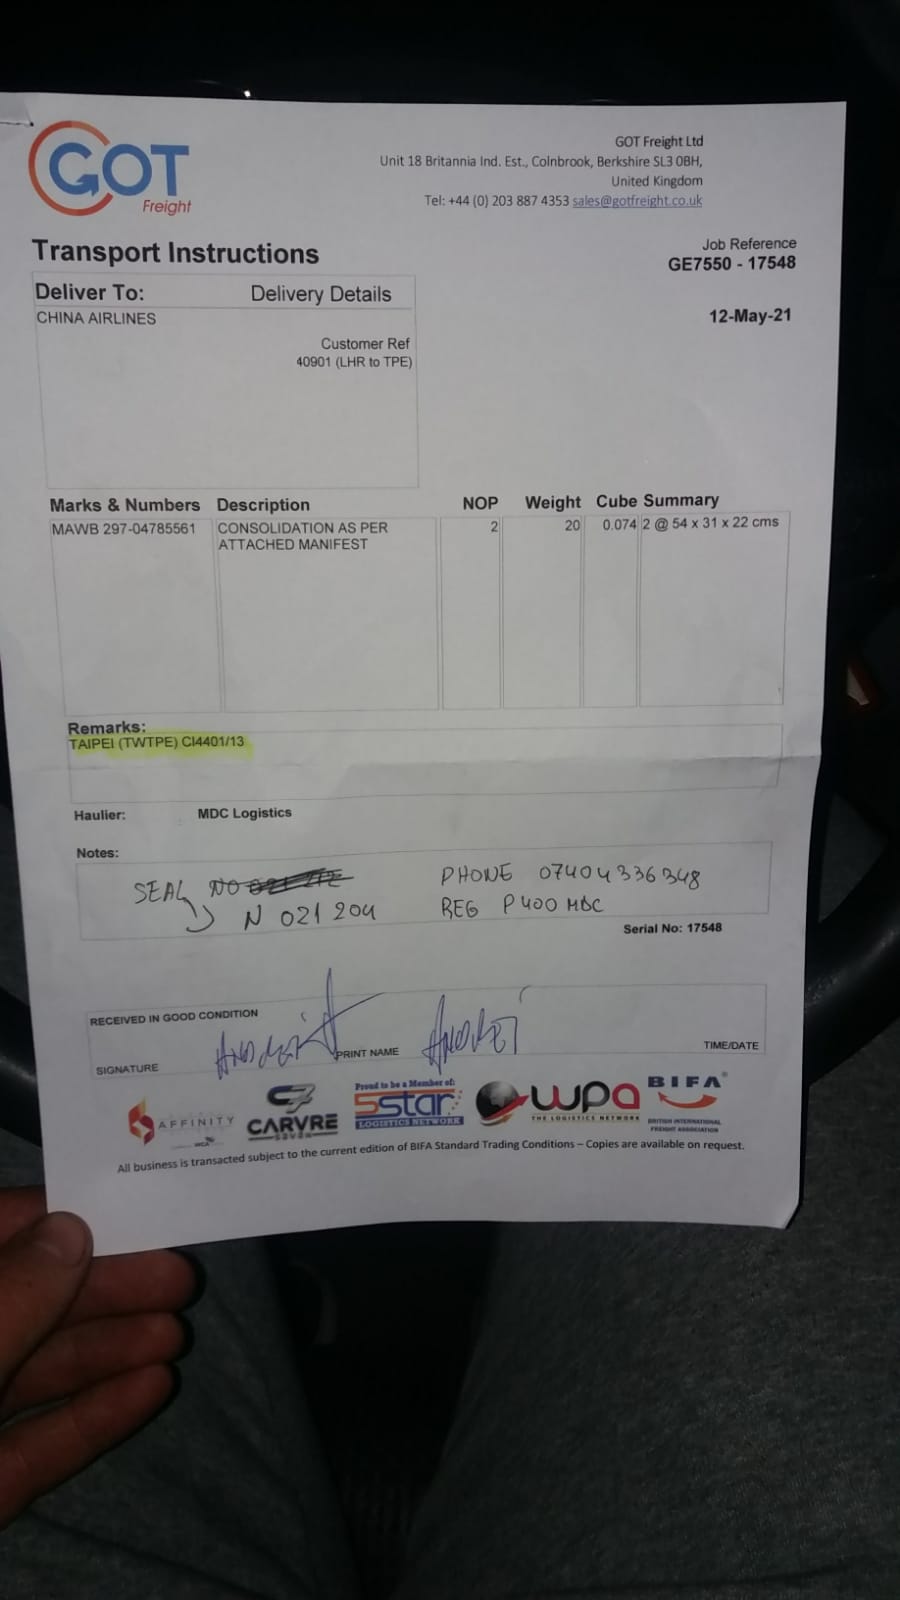 GOT
Freight
GOT Freight Ltd
Unit 18 Britannia Ind. Est., Colnbrook, Berkshire SL3 0BH,
United Kingdom
Tel: +44 (0) 203 887 4353 sales@gotfreight.co.uk
Transport Instructions
Job Reference
GE7550 - 17548
12-May-21
Deliver To: Delivery Details
CHINA AIRLINES
Customer Ref
40901 (LHR to TPE)
Marks & Numbers Description NOP Weight Cube Summary
MAWB 297-04785561 CONSOLIDATION AS PER 2 20 0.074 2 @ 54 x 31 x 22 cms
ATTACHED MANIFEST
Remarks:
TAIPEI (TWTPE) CI4401/13
Haulier: MDC Logistics
Notes:
SEAL NO PHONE 07404336348
N 021204 REG P400 MDC
Serial No: 17548
RECEIVED IN GOOD CONDITION
SIGNATURE PRINT NAME ANDREI TIME/DATE
AFFINITY
CARVRE
SEVEN
Proud to be a Member of:
5star
LOGISTICS NETWORK
wpa
THE LOGISTICS NETWORK
BIFA
BRITISH INTERNATIONAL
FREIGHT ASSOCIATION
All business is transacted subject to the current edition of BIFA Standard Trading Conditions – Copies are available on request.